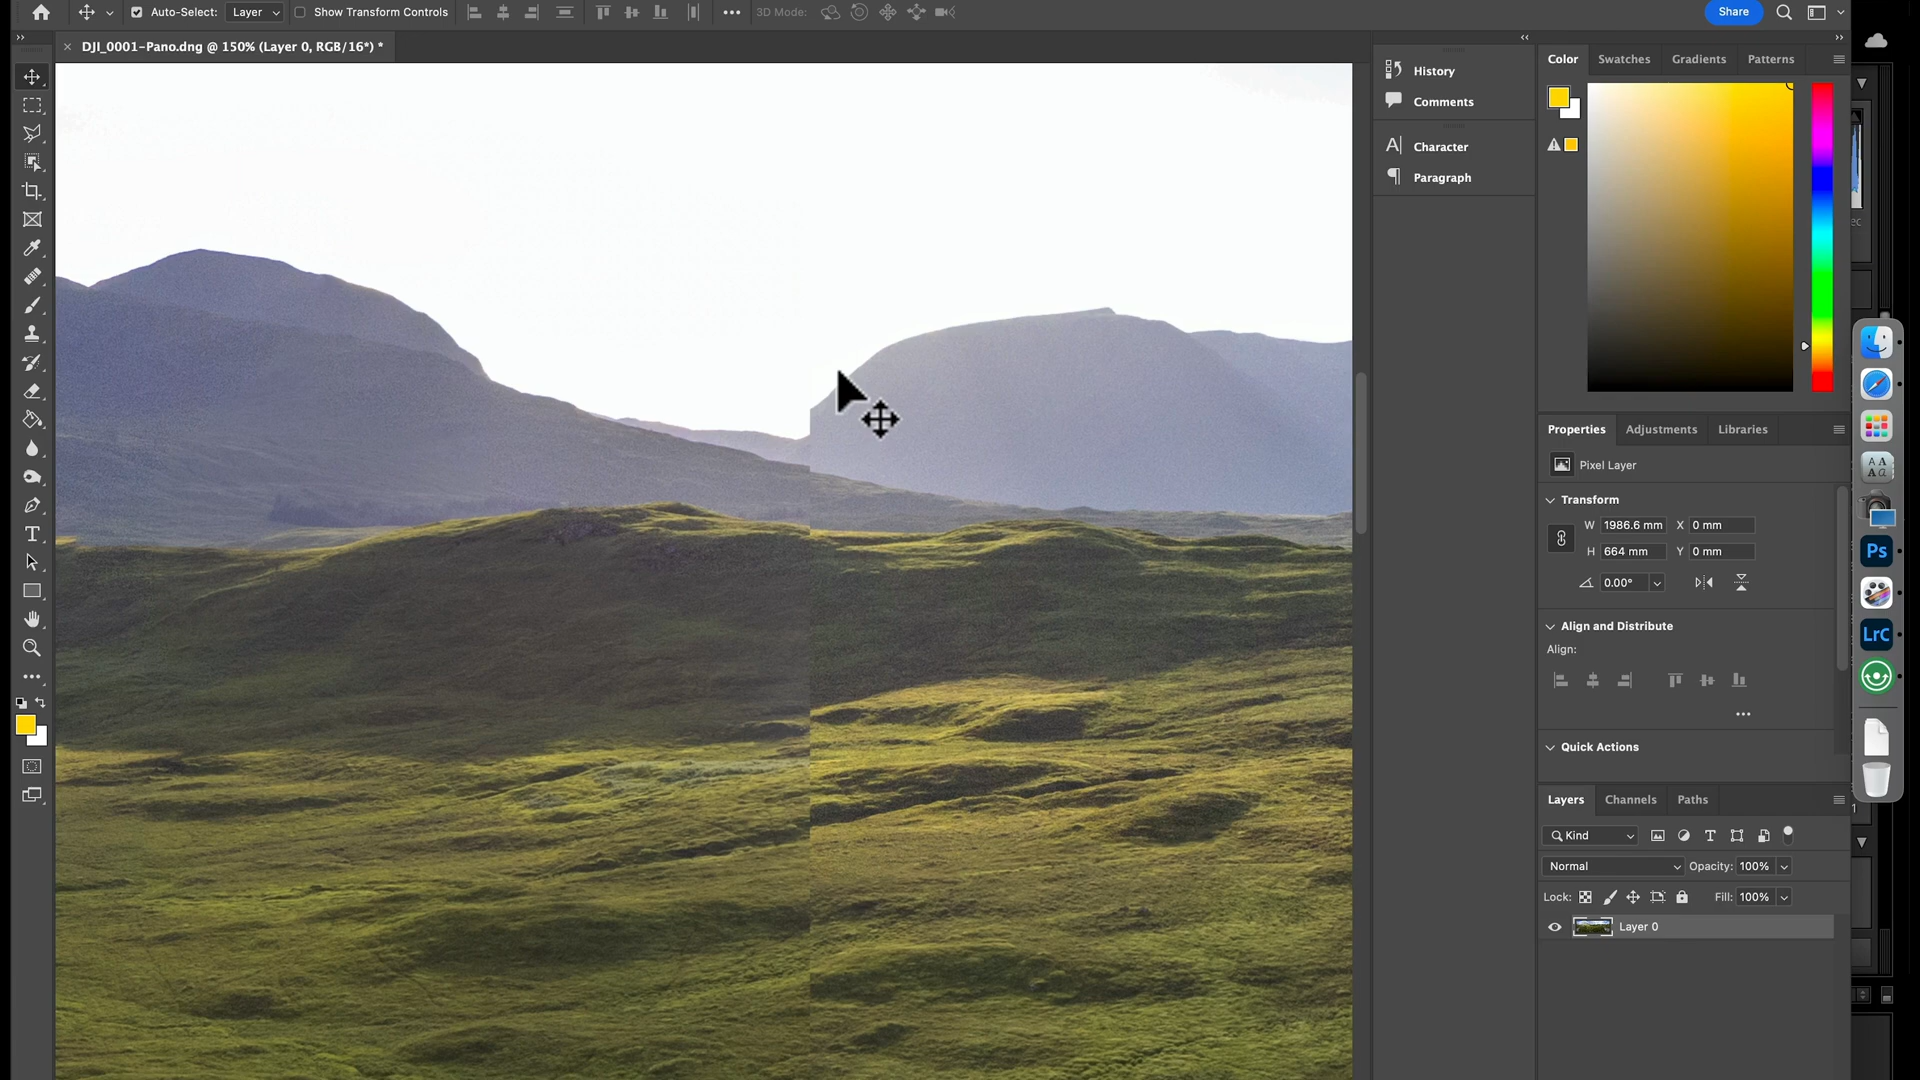 Auto-Select: Layer Show Transform Controls 3D Mode: Share
DJI_0001-Pano.dng @ 150% (Layer 0, RGB/16*) *
History
Comments
Character
Paragraph
Color Swatches Gradients Patterns
Properties Adjustments Libraries
Pixel Layer
Transform
W 1986.6 mm X 0 mm
H 664 mm Y 0 mm
0.00°
Align and Distribute
Align:
Quick Actions
Layers Channels Paths
Kind
Normal Opacity: 100%
Lock: Fill: 100%
Layer 0
Ps
LrC